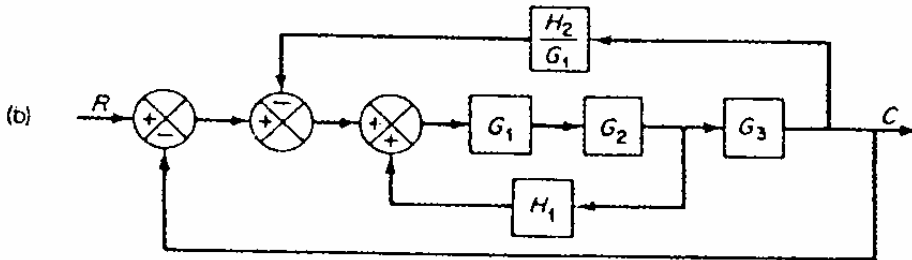 H₂
G₁
(b) R + − + − + + G₁ G₂ G₃ C
H₁